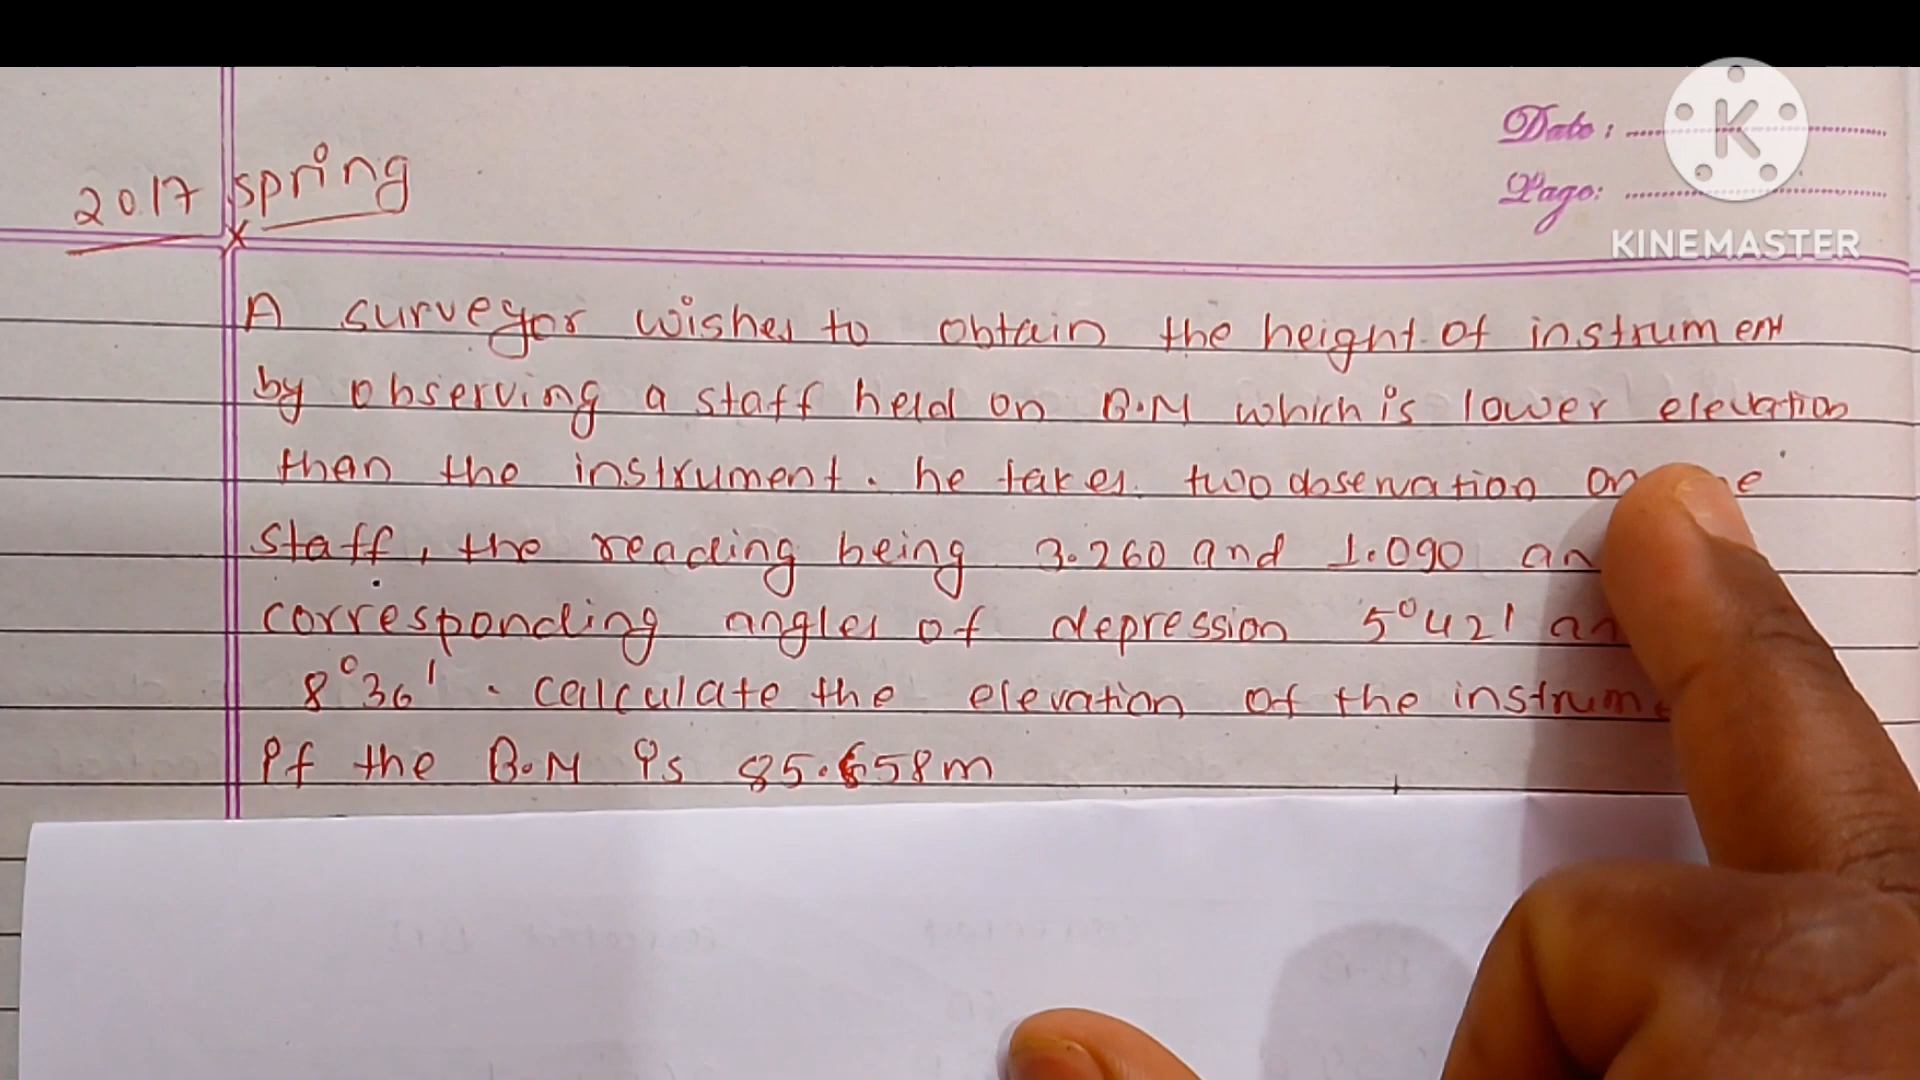 Date:
Page:
KINEMASTER
2017 spring
A surveyor wishes to obtain the height of instrument
by observing a staff held on B.M which is lower elevation
than the instrument. he takes two observation on
staff, the reading being 3.260 and 1.090
corresponding angles of depression 5°42'
8°36'. calculate the elevation of the
if the B.M is 85.658m